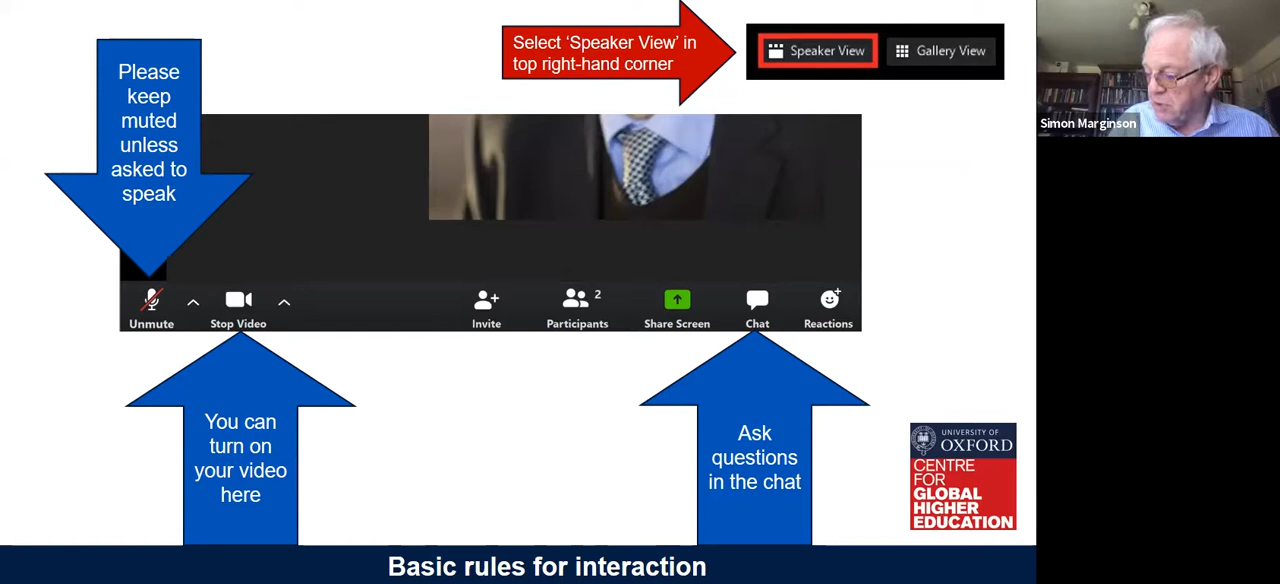 Select ‘Speaker View’ in
top right-hand corner
Speaker View
Gallery View
Simon Marginson
Please
keep
muted
unless
asked to
speak
Unmute
Stop Video
Invite
Participants
2
Share Screen
Chat
Reactions
You can
turn on
your video
here
Ask
questions
in the chat
UNIVERSITY OF
OXFORD
CENTRE
FOR
GLOBAL
HIGHER
EDUCATION
Basic rules for interaction